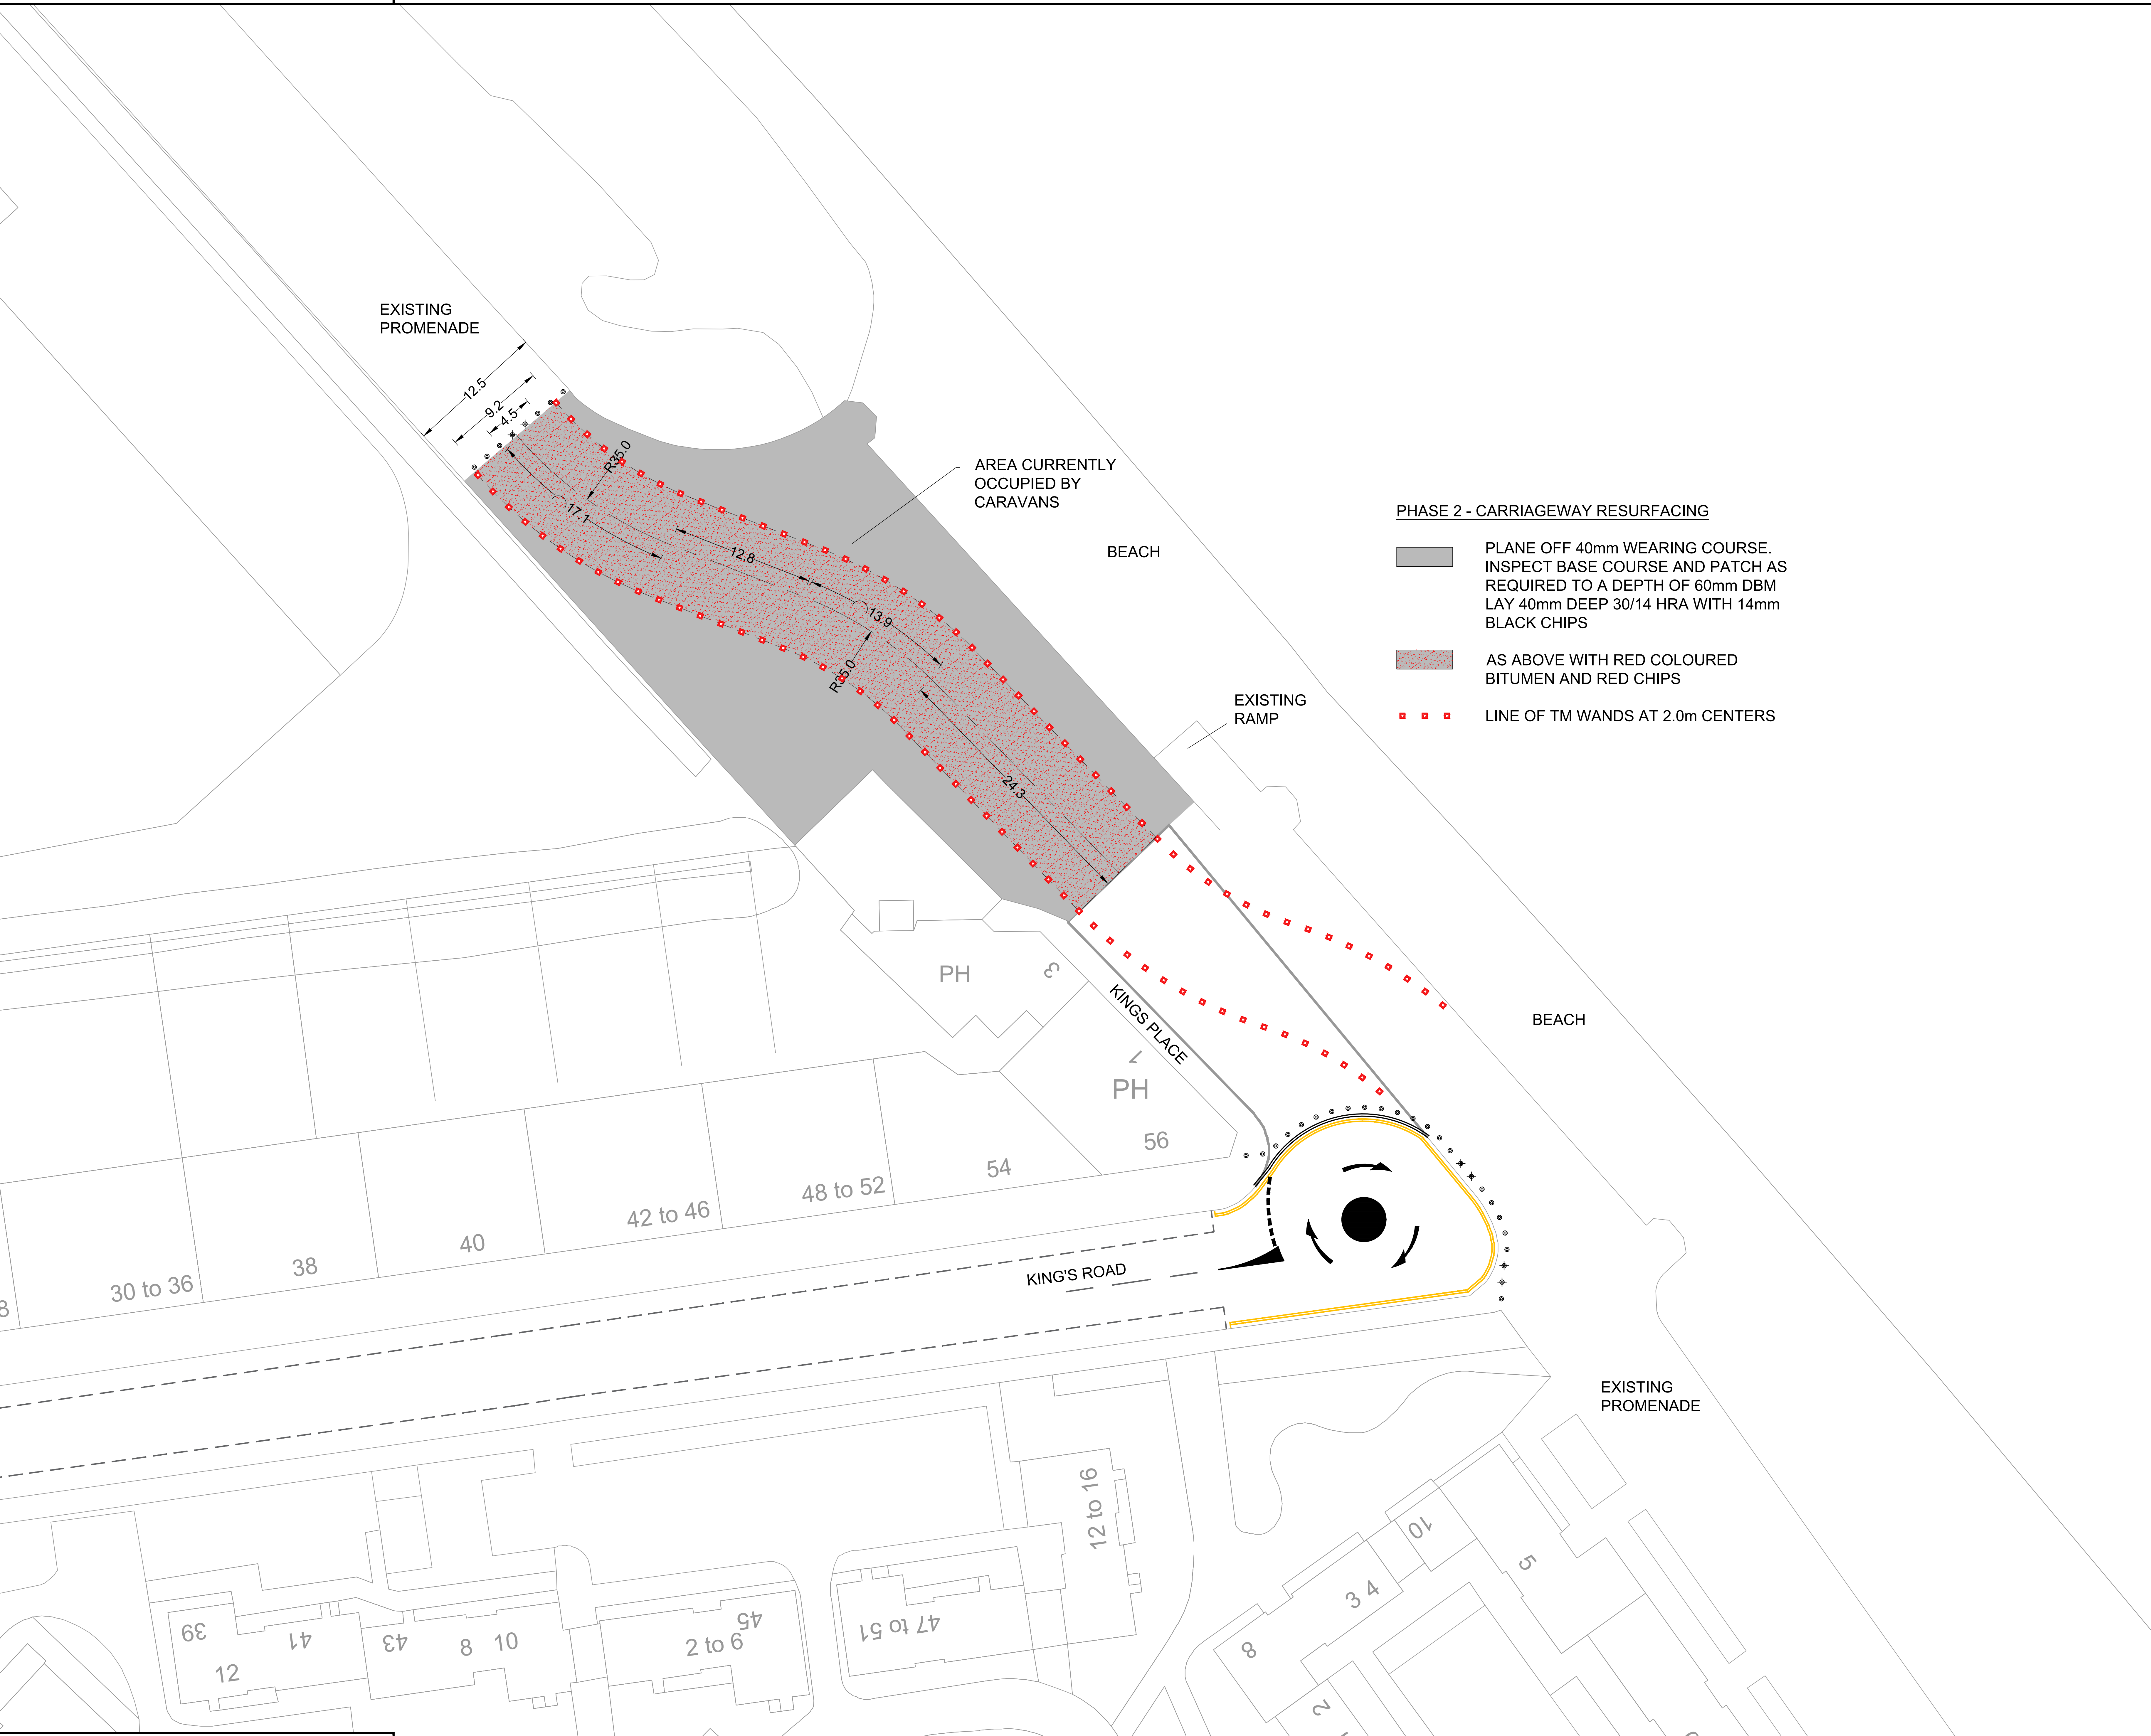 EXISTING
PROMENADE
12.5
9.2
4.5
R35.0
17.1
12.8
13.9
R35.0
24.3
AREA CURRENTLY
OCCUPIED BY
CARAVANS
BEACH
EXISTING
RAMP
PHASE 2 - CARRIAGEWAY RESURFACING
PLANE OFF 40mm WEARING COURSE.
INSPECT BASE COURSE AND PATCH AS
REQUIRED TO A DEPTH OF 60mm DBM
LAY 40mm DEEP 30/14 HRA WITH 14mm
BLACK CHIPS
AS ABOVE WITH RED COLOURED
BITUMEN AND RED CHIPS
LINE OF TM WANDS AT 2.0m CENTERS
PH
3
KINGS PLACE
BEACH
7
PH
56
54
48 to 52
42 to 46
40
38
30 to 36
8
KING'S ROAD
EXISTING
PROMENADE
12 to 16
10
5
3 4
8
2
39
41
43
45
47 to 51
12
8
10
2 to 6